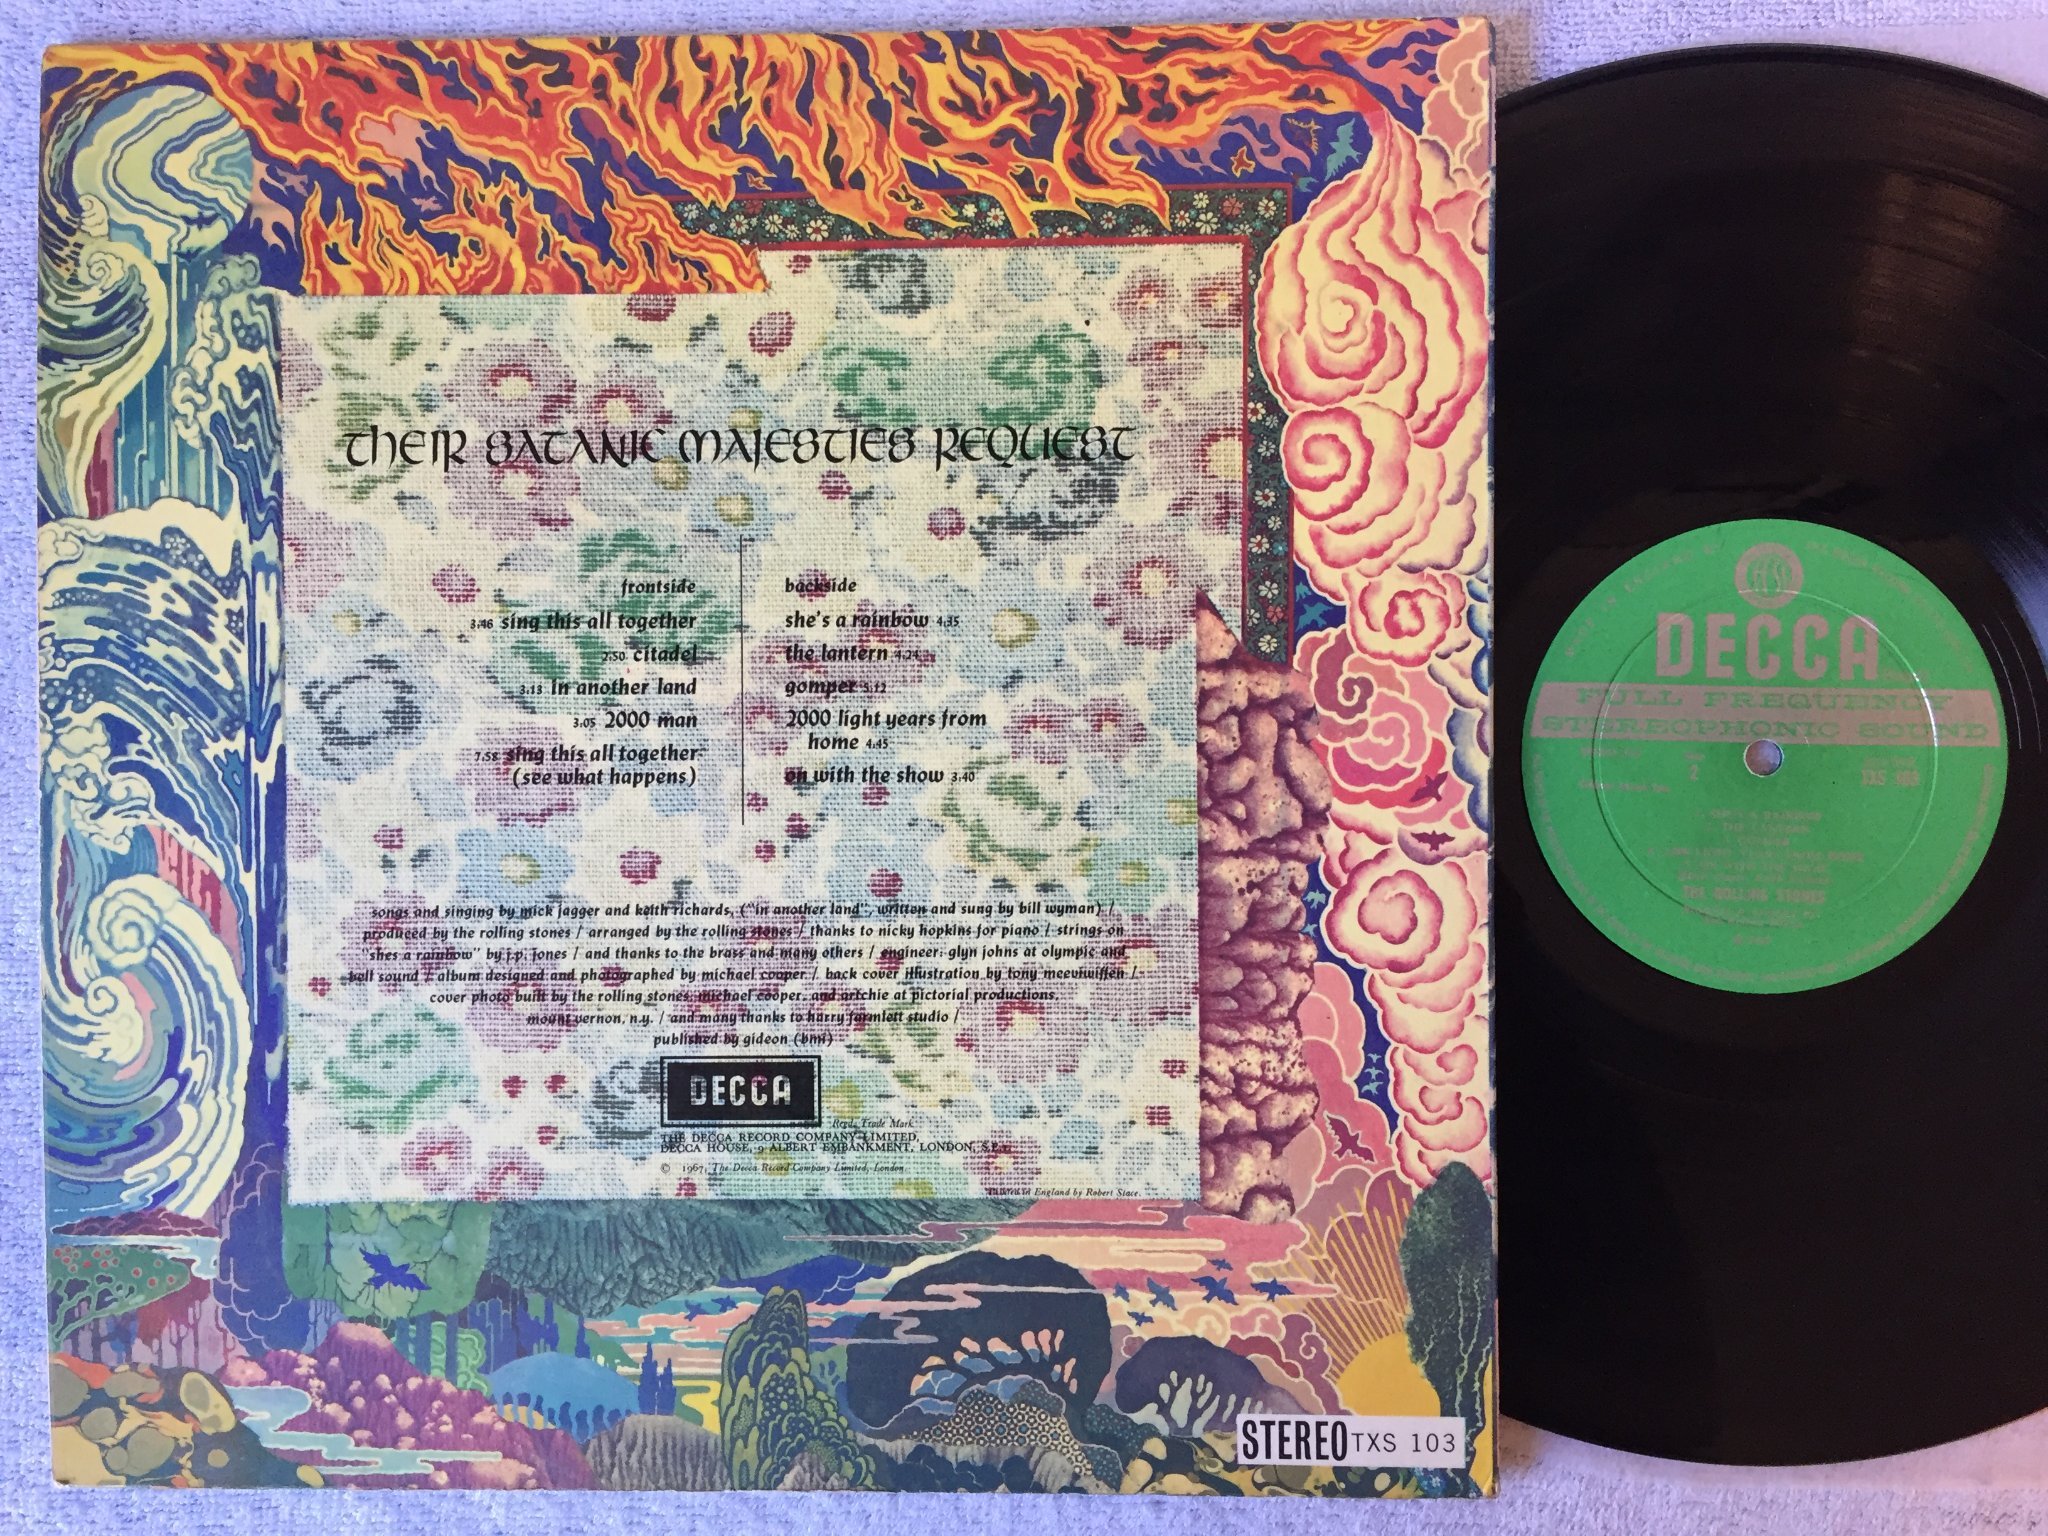 THEIR SATANIC MAJESTIES REQUEST
frontside
3.46 sing this all together
2.50 citadel
3.13 in another land
3.05 2000 man
7.58 sing this all together
(see what happens)
backside
she's a rainbow 4.35
the lantern 4.24
gomper 5.12
2000 light years from
home 4.45
on with the show 3.40
songs and singing by mick jagger and keith richards, ("in another land", written and sung by bill wyman) /
produced by the rolling stones / arranged by the rolling stones / thanks to nicky hopkins for piano / strings on
"shes a rainbow" by j.p. jones / and thanks to the brass and many others / engineer: glyn johns at olympic and
bell sound / album designed and photographed by michael cooper / back cover illustration by tony meeviwiffen /
cover photo built by the rolling stones, michael cooper, and artchie at pictorial productions,
mount vernon, n.y. / and many thanks to harry farmlett studio /
published by gideon (bmi)
DECCA
Regd. Trade Mark
THE DECCA RECORD COMPANY LIMITED,
DECCA HOUSE, 9 ALBERT EMBANKMENT, LONDON, S.E.1.
© 1967, The Decca Record Company Limited, London
Printed in England by Robert Stace.
STEREO TXS 103
DECCA
FULL FREQUENCY
STEREOPHONIC SOUND
2
TXS 103
THE ROLLING STONES